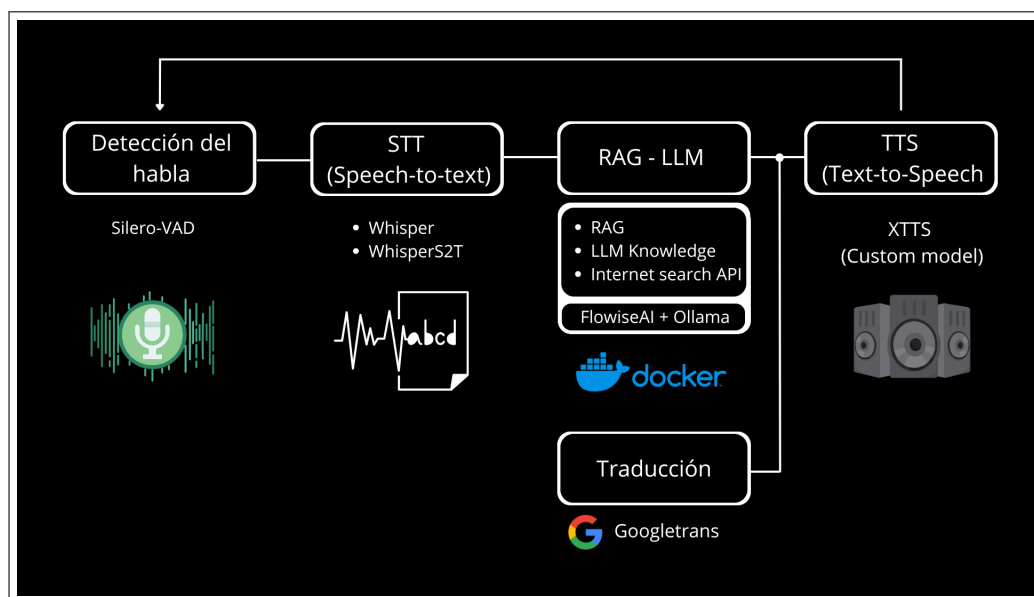 Detección del
habla
Silero-VAD
STT
(Speech-to-text)
• Whisper
• WhisperS2T
abcd
RAG - LLM
• RAG
• LLM Knowledge
• Internet search API
FlowiseAI + Ollama
docker
Traducción
Googletrans
TTS
(Text-to-Speech
XTTS
(Custom model)